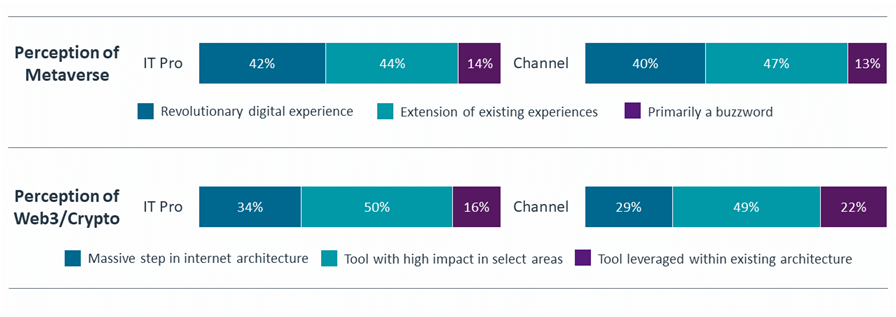 Perception of
Metaverse
IT Pro
42%
44%
14%
Channel
40%
47%
13%
Revolutionary digital experience
Extension of existing experiences
Primarily a buzzword
Perception of
Web3/Crypto
IT Pro
34%
50%
16%
Channel
29%
49%
22%
Massive step in internet architecture
Tool with high impact in select areas
Tool leveraged within existing architecture